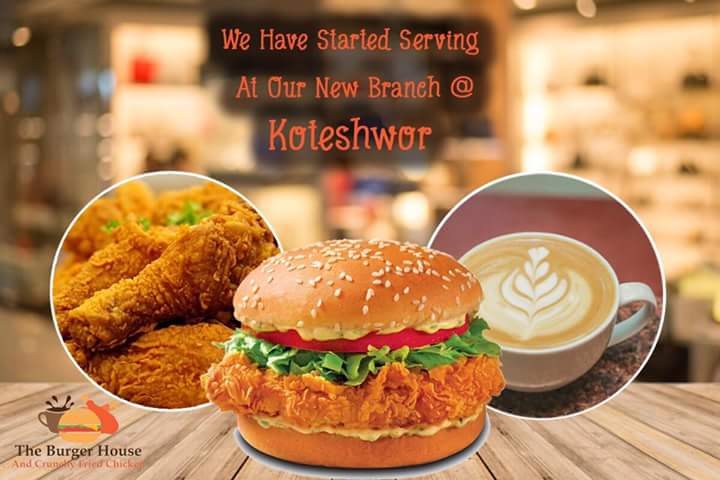 We Have Started Serving
At Our New Branch @
Koteshwor
The Burger House
And Crunchy Fried Chicken